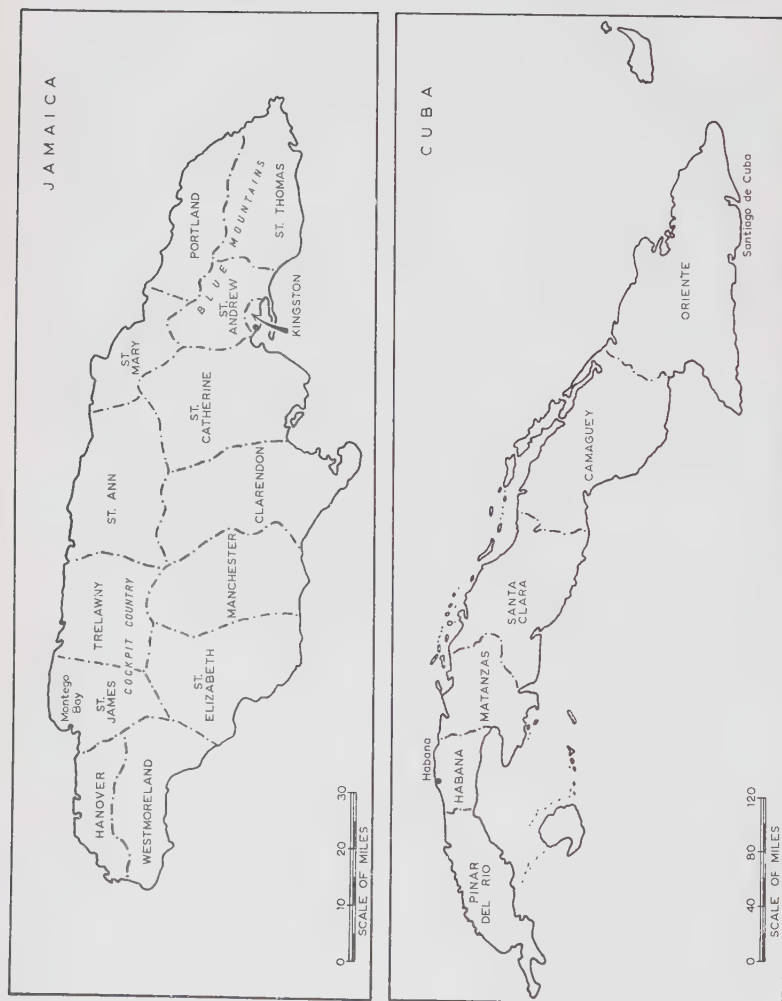 JAMAICA
Montego
Bay
HANOVER
WESTMORELAND
ST.
JAMES
TRELAWNY
COCKPIT COUNTRY
ST.
ELIZABETH
MANCHESTER
ST. ANN
CLARENDON
ST.
MARY
ST.
CATHERINE
PORTLAND
BLUE MOUNTAINS
ST.
ANDREW
KINGSTON
ST. THOMAS
0 10 20 30
SCALE OF MILES
CUBA
Habana
PINAR
DEL RIO
HABANA
MATANZAS
SANTA
CLARA
CAMAGUEY
ORIENTE
Santiago de Cuba
0 40 80 120
SCALE OF MILES